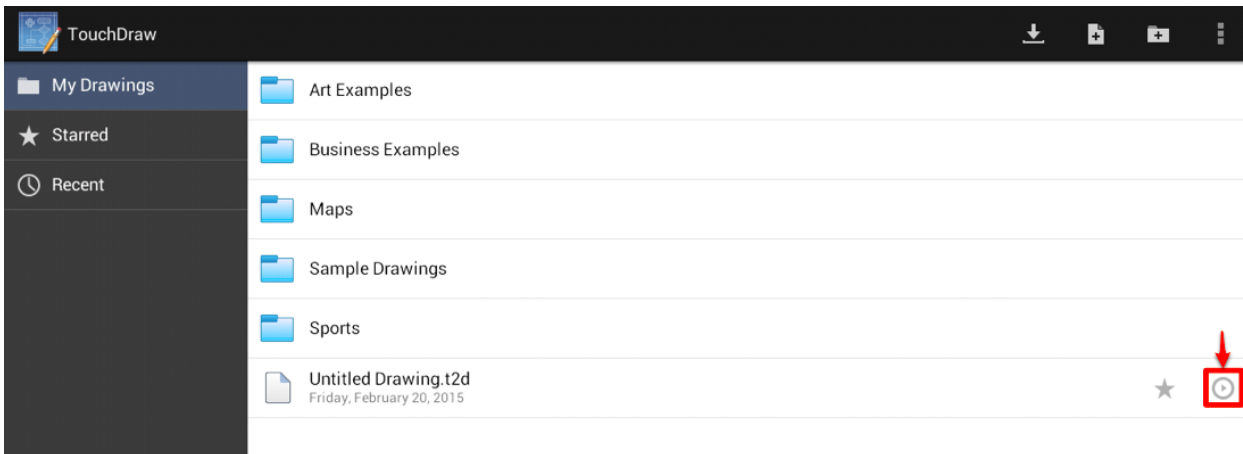 TouchDraw
My Drawings
Starred
Recent
Art Examples
Business Examples
Maps
Sample Drawings
Sports
Untitled Drawing.t2d
Friday, February 20, 2015